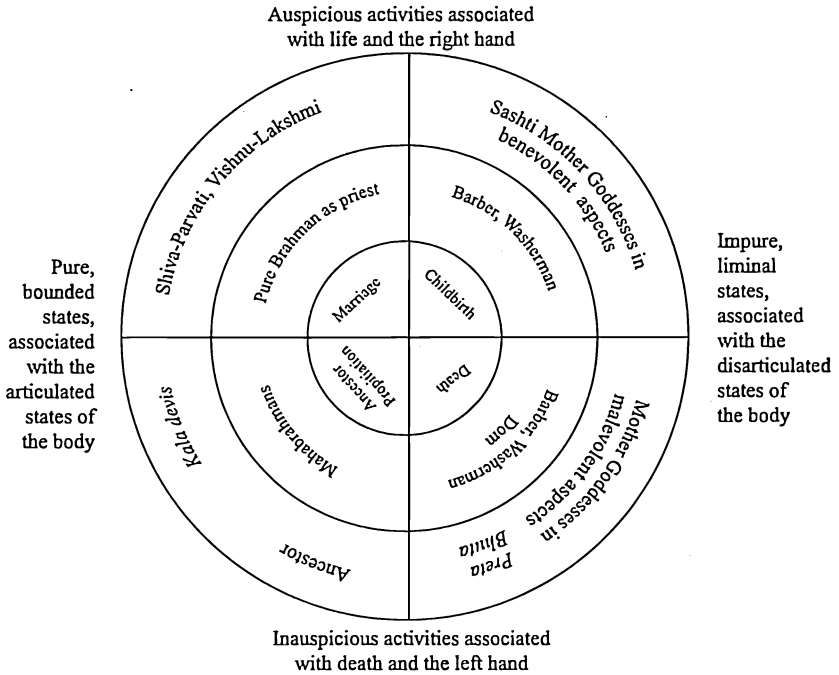 Auspicious activities associated
with life and the right hand
Shiva-Parvati, Vishnu-Lakshmi
Sashti Mother Goddesses in
benevolent aspects
Pure Brahman as priest
Barber, Washerman
Marriage
Childbirth
Pure,
bounded
states,
associated
with the
articulated
states of
the body
Impure,
liminal
states,
associated
with the
disarticulated
states of
the body
Ancestor
Propitiation
Death
Mahabrahmans
Barber, Washerman
Dom
Kala devis
Ancestor
Mother Goddesses in
malevolent aspects
Preta
Bhuta
Inauspicious activities associated
with death and the left hand